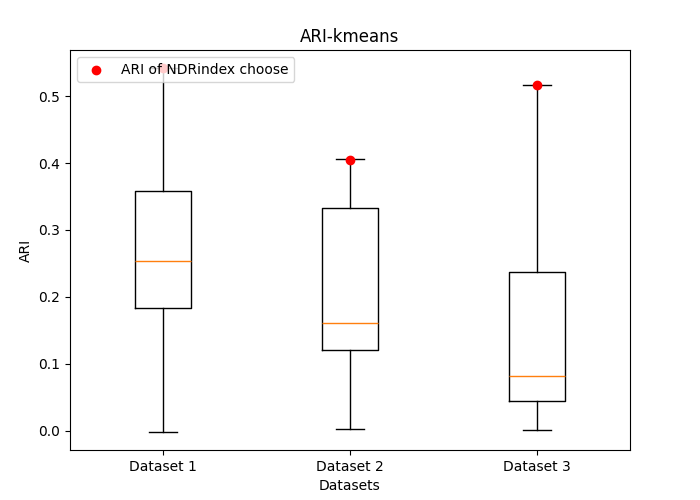 ARI-kmeans
ARI of NDRindex choose
0.5
0.4
0.3
0.2
0.1
0.0
ARI
Dataset 1
Dataset 2
Dataset 3
Datasets